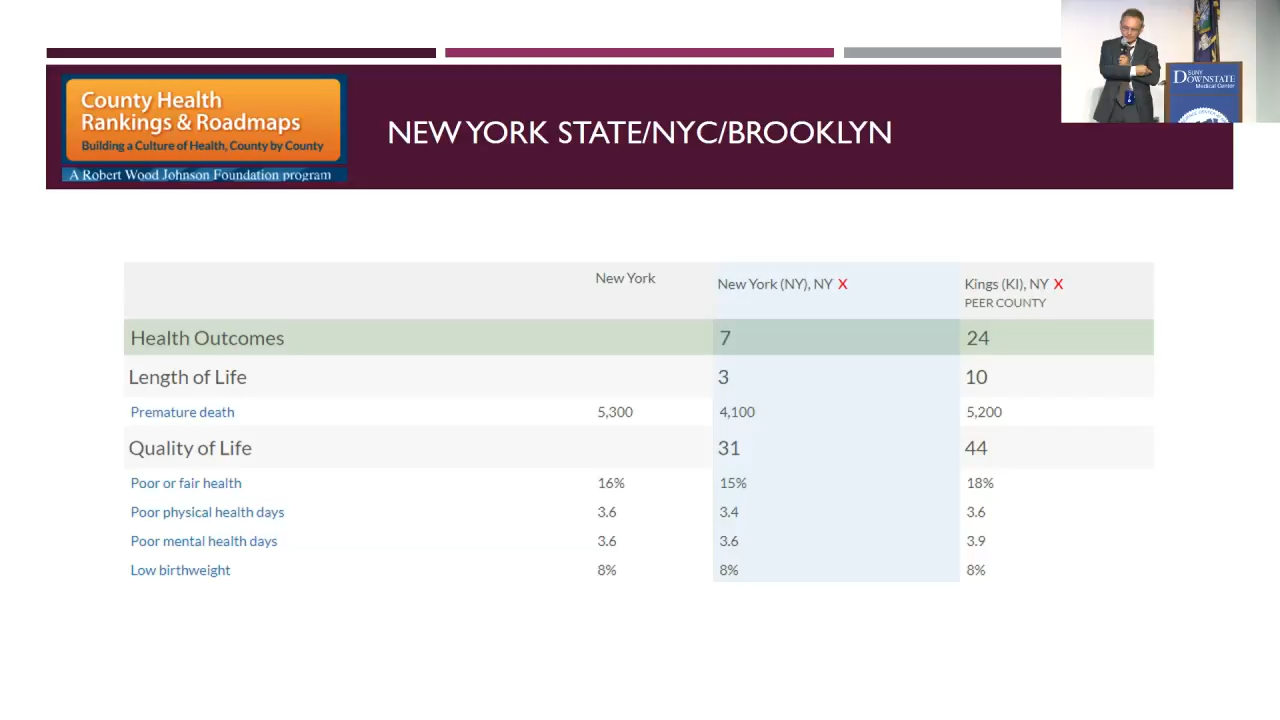 County Health
Rankings & Roadmaps
Building a Culture of Health, County by County
A Robert Wood Johnson Foundation program
NEW YORK STATE/NYC/BROOKLYN
SUNY
DOWNSTATE
Medical Center
New York New York (NY), NY X Kings (KI), NY X
PEER COUNTY
Health Outcomes 7 24
Length of Life 3 10
Premature death 5,300 4,100 5,200
Quality of Life 31 44
Poor or fair health 16% 15% 18%
Poor physical health days 3.6 3.4 3.6
Poor mental health days 3.6 3.6 3.9
Low birthweight 8% 8% 8%